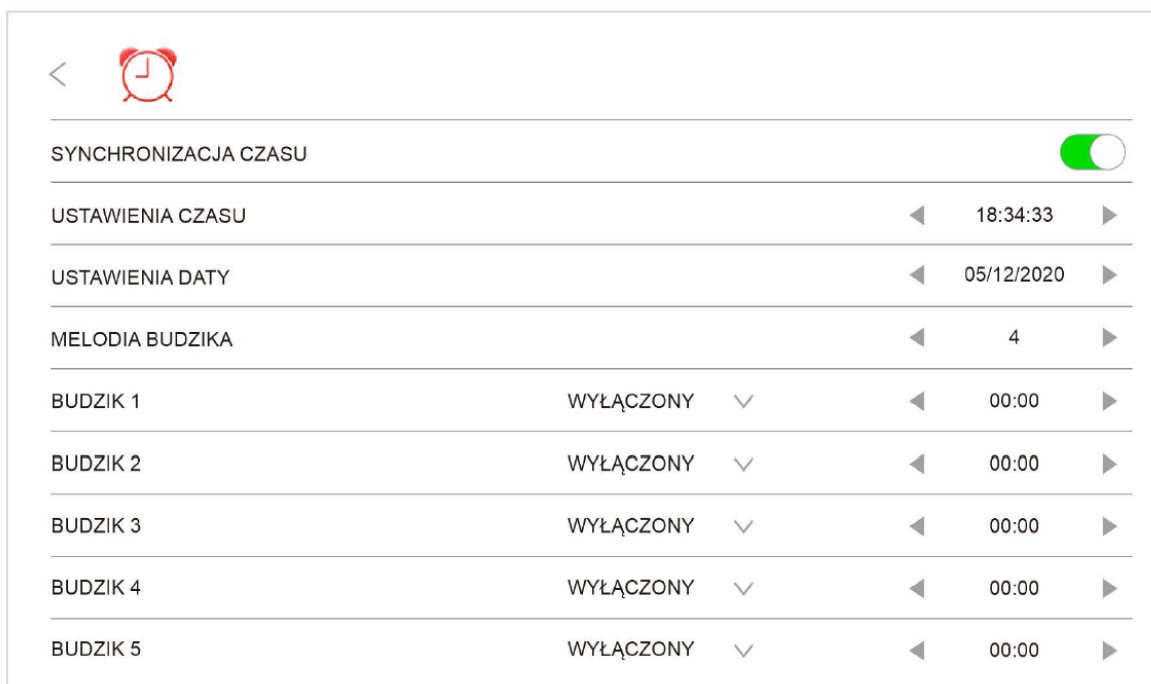 SYNCHRONIZACJA CZASU
USTAWIENIA CZASU 18:34:33
USTAWIENIA DATY 05/12/2020
MELODIA BUDZIKA 4
BUDZIK 1 WYŁĄCZONY 00:00
BUDZIK 2 WYŁĄCZONY 00:00
BUDZIK 3 WYŁĄCZONY 00:00
BUDZIK 4 WYŁĄCZONY 00:00
BUDZIK 5 WYŁĄCZONY 00:00